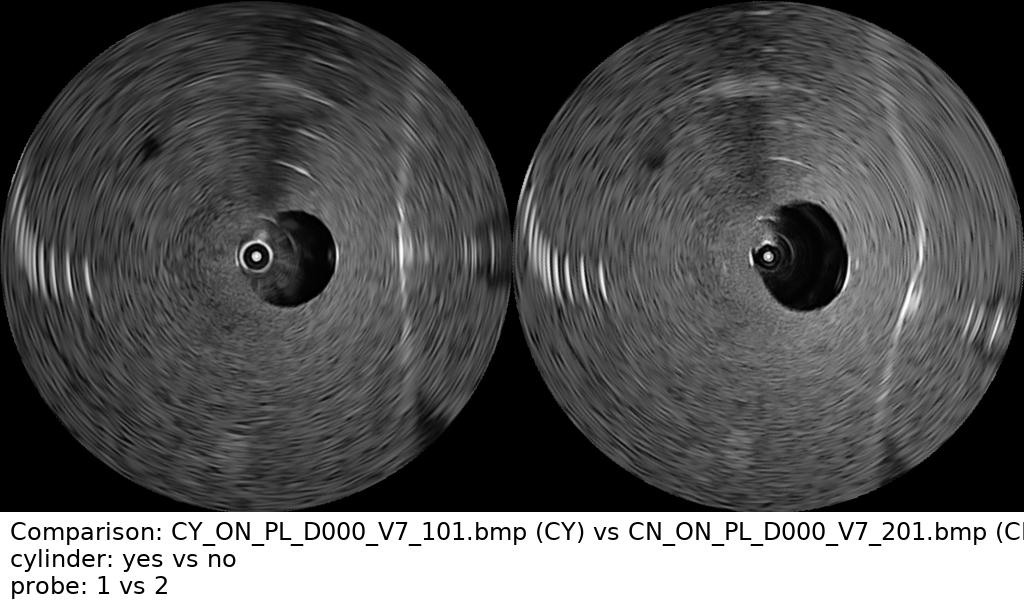 Comparison: CY_ON_PL_D000_V7_101.bmp (CY) vs CN_ON_PL_D000_V7_201.bmp
cylinder: yes vs no
probe: 1 vs 2